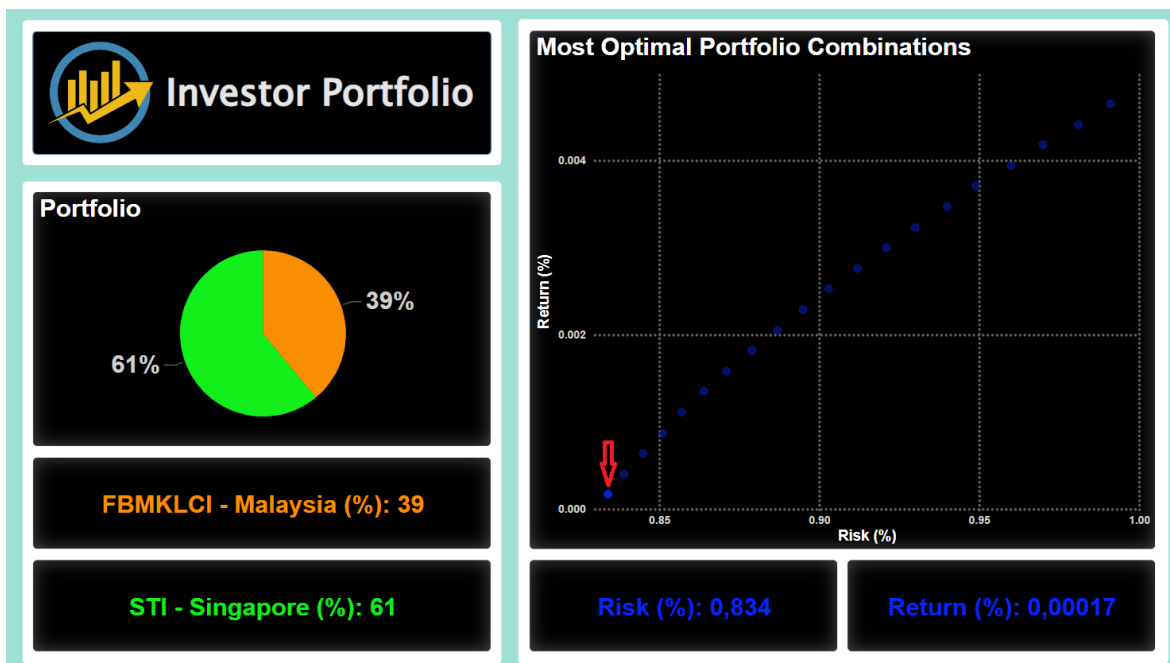 Investor Portfolio
Portfolio
39%
61%
FBMKLCI - Malaysia (%): 39
STI - Singapore (%): 61
Most Optimal Portfolio Combinations
Return (%)
0.004
0.002
0.000
0.85
0.90
0.95
1.00
Risk (%)
Risk (%): 0,834
Return (%): 0,00017